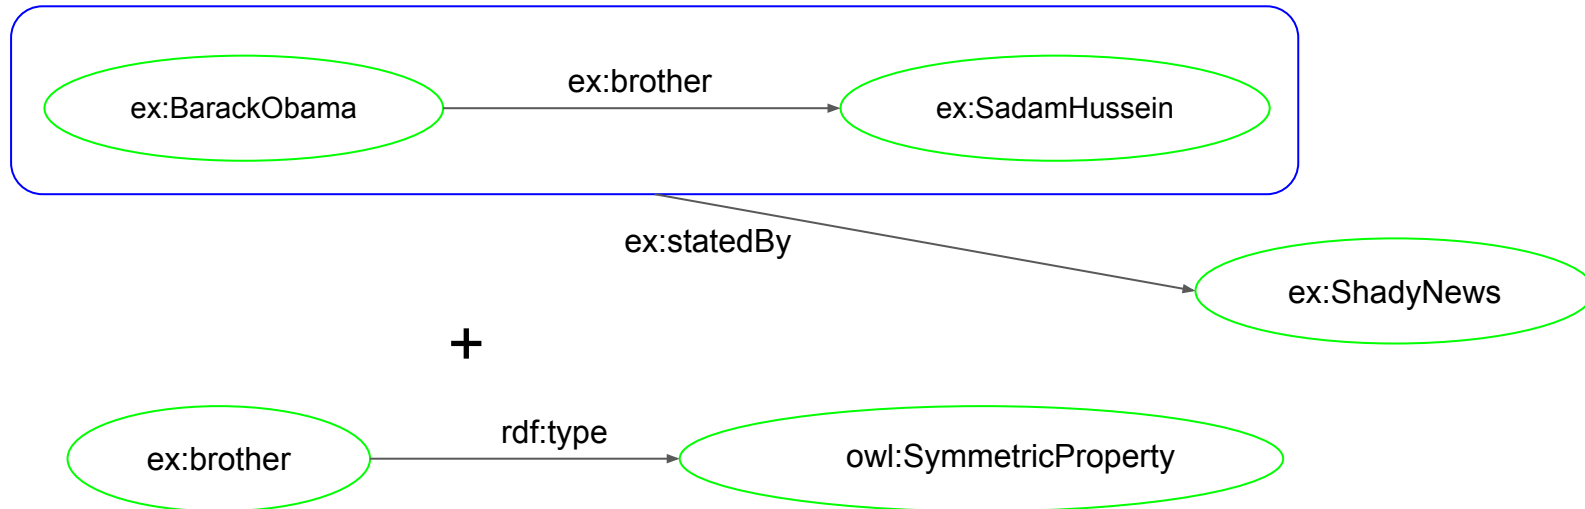 ex:brother
ex:BarackObama
ex:SadamHussein
ex:statedBy
ex:ShadyNews
+
rdf:type
ex:brother
owl:SymmetricProperty